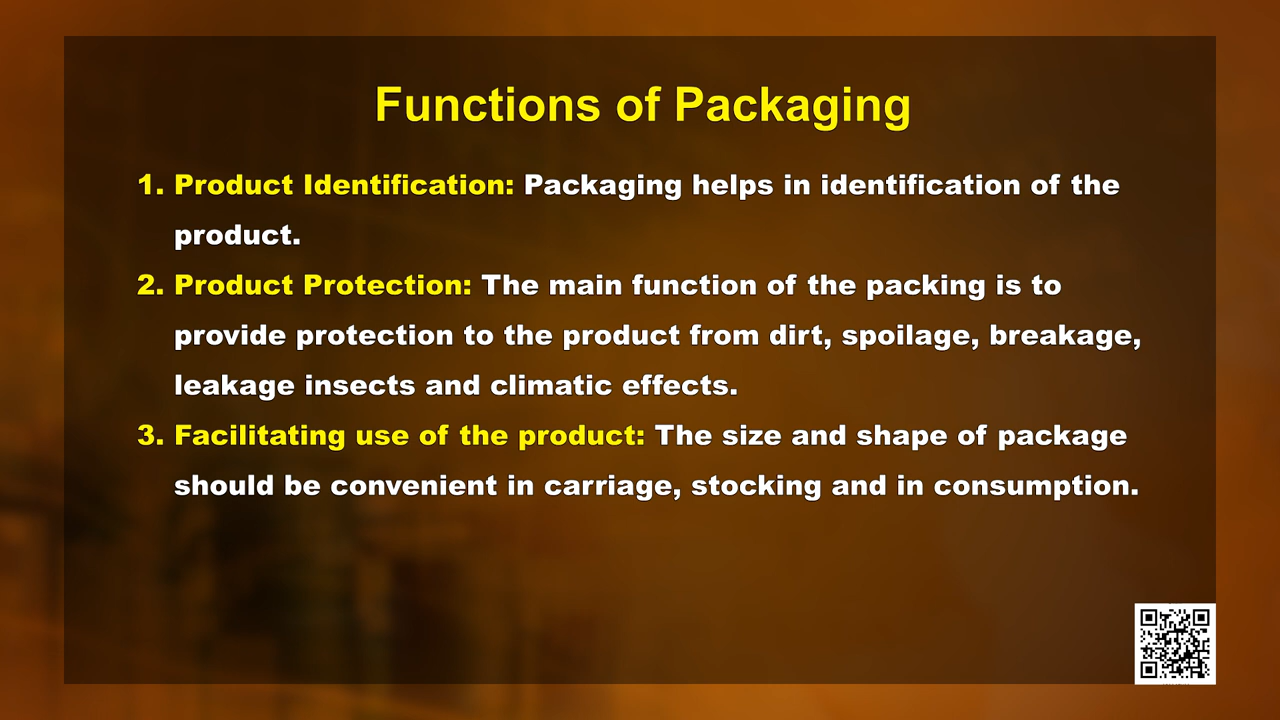 Functions of Packaging
1. Product Identification: Packaging helps in identification of the
product.
2. Product Protection: The main function of the packing is to
provide protection to the product from dirt, spoilage, breakage,
leakage insects and climatic effects.
3. Facilitating use of the product: The size and shape of package
should be convenient in carriage, stocking and in consumption.